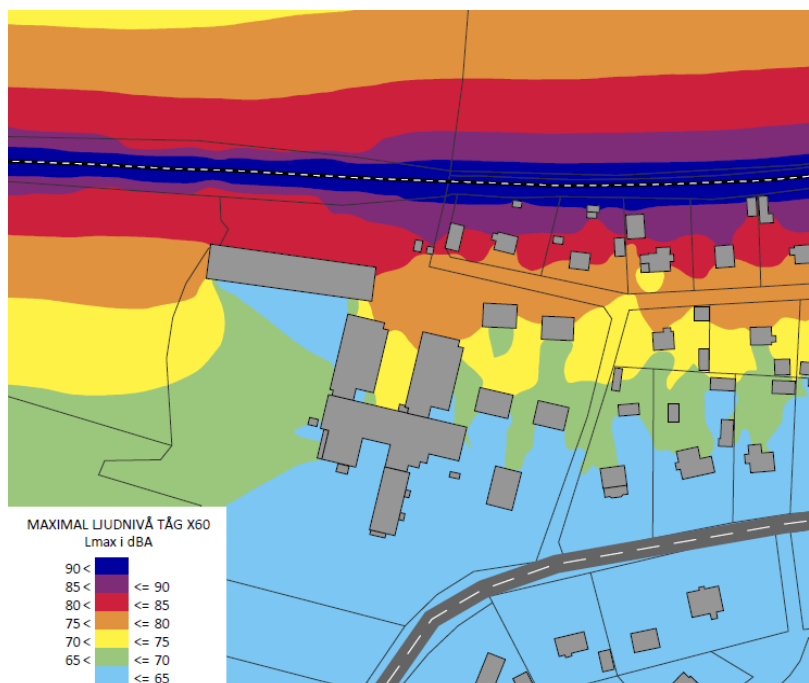 MAXIMAL LJUDNIVÅ TÅG X60
Lmax i dBA
90 <
85 < <= 90
80 < <= 85
75 < <= 80
70 < <= 75
65 < <= 70
<= 65